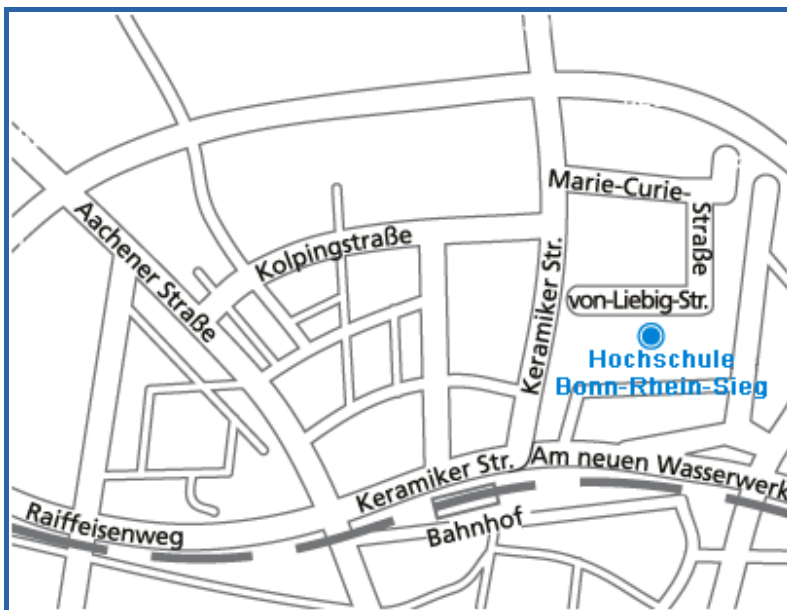 Marie-Curie-
Straße
Aachener Straße
Kolpingstraße
Keramiker Str.
von-Liebig-Str.
Hochschule
Bonn-Rhein-Sieg
Keramiker Str.
Am neuen Wasserwerk
Raiffeisenweg
Bahnhof